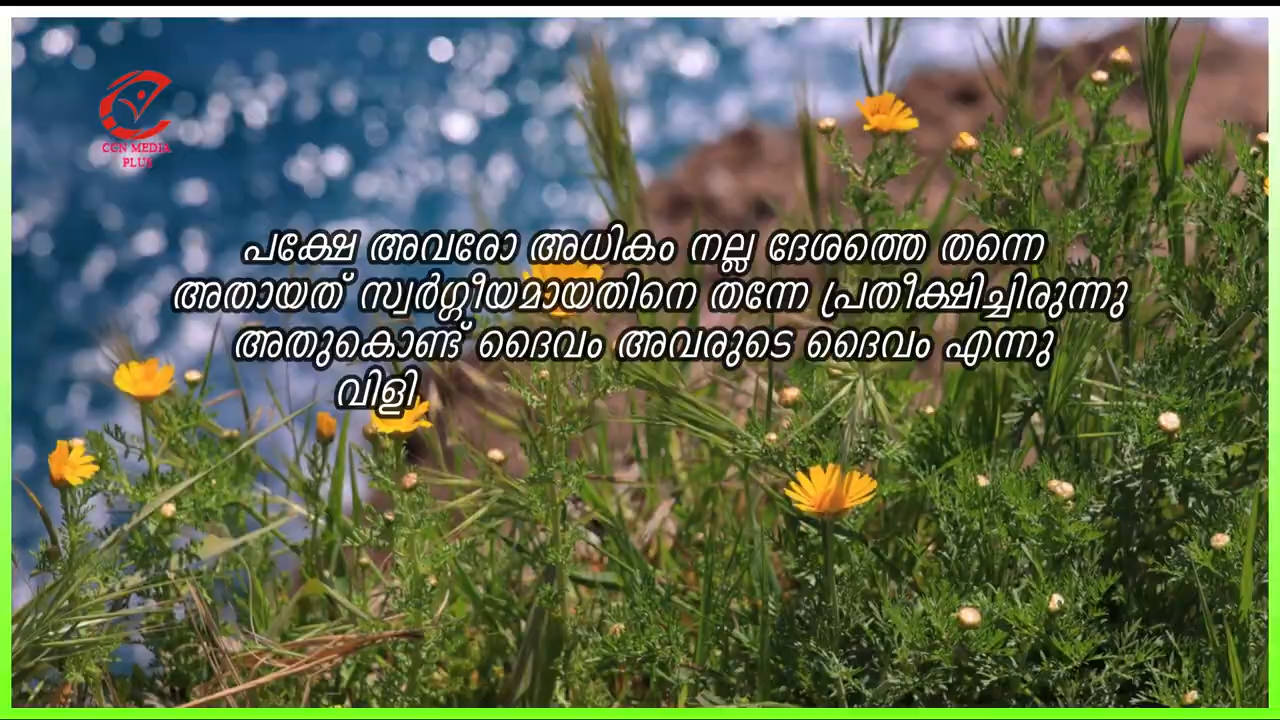 CCN MEDIA
PLUS
പക്ഷേ അവരോ അധികം നല്ല ദേശത്തെ തന്നെ
അതായത് സ്വർഗ്ഗീയമായതിനെ തന്നേ പ്രതീക്ഷിച്ചിരുന്നു
അതുകൊണ്ട് ദൈവം അവരുടെ ദൈവം എന്നു
വിളി